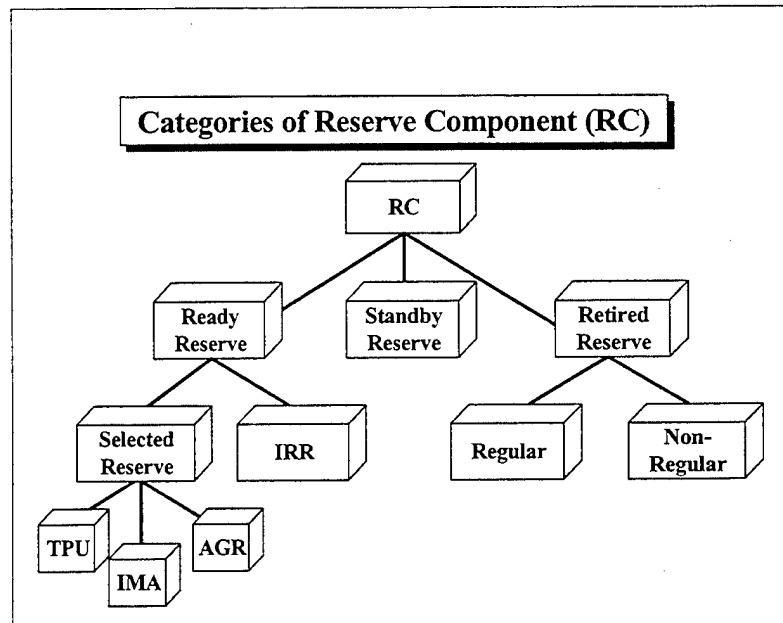 Categories of Reserve Component (RC)
RC
Ready
Reserve
Standby
Reserve
Retired
Reserve
Selected
Reserve
IRR
Regular
Non-
Regular
TPU
IMA
AGR